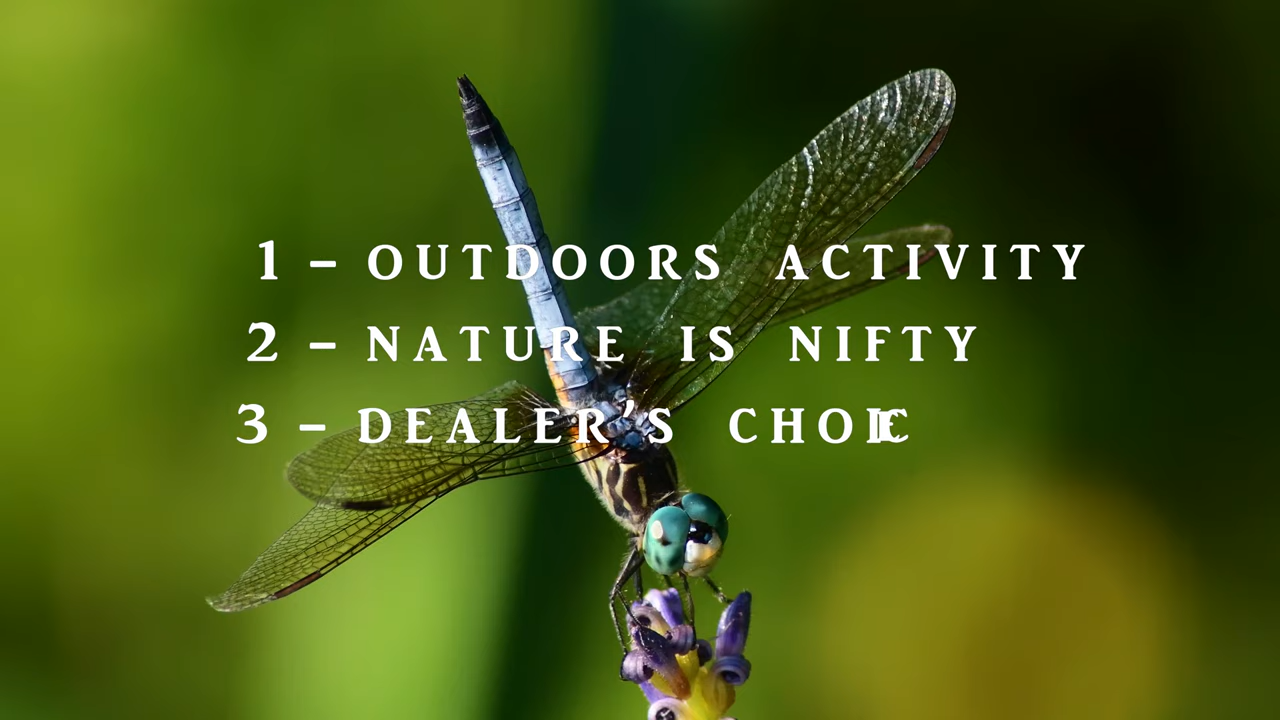 1 – OUTDOORS ACTIVITY
2 – NATURE IS NIFTY
3 – DEALER'S CHOICE